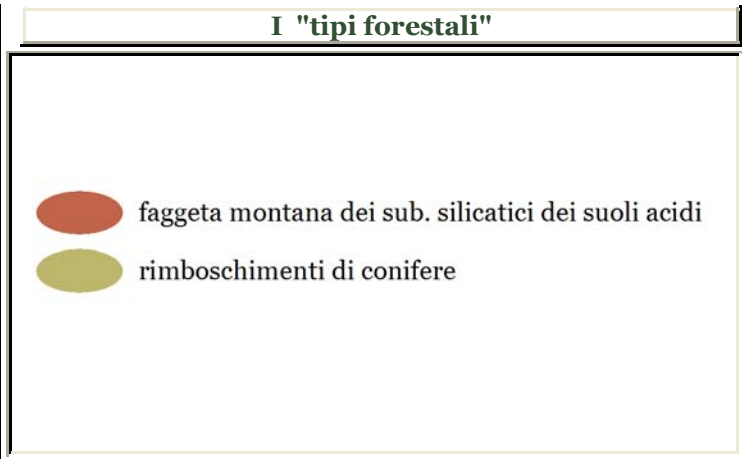 I "tipi forestali"
faggeta montana dei sub. silicatici dei suoli acidi
rimboschimenti di conifere